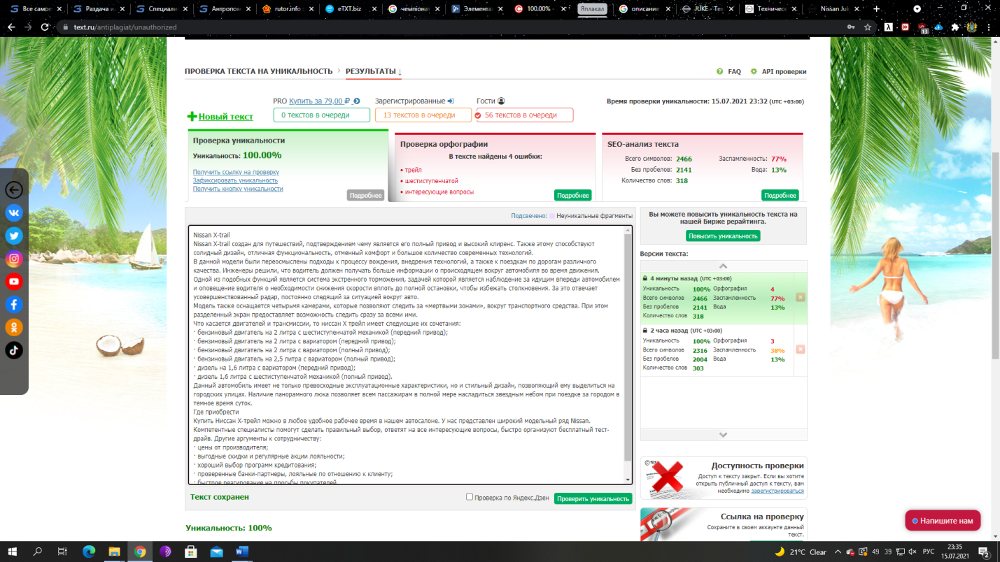 Все самое
Раздача и
Специали
Антропом
rutor.info :
eTXT.biz
чемпіонат
Элементал
100.00% -
Яплакал
описание
JUKE - Тех
Техническ
Nissan Juk
text.ru/antiplagiat/unauthorized
13
ПРОВЕРКА ТЕКСТА НА УНИКАЛЬНОСТЬ > РЕЗУЛЬТАТЫ ↓
FAQ API проверки
PRO Купить за 79,00 ₽ Зарегистрированные Гости
Время проверки уникальности: 15.07.2021 23:32 (UTC +03:00)
Новый текст
0 текстов в очереди 13 текстов в очереди 56 текстов в очереди
Проверка уникальности
Уникальность: 100.00%
Получить ссылку на проверку
Зафиксировать уникальность
Получить кнопку уникальности
Подробнее
Проверка орфографии
В тексте найдены 4 ошибки:
• трейл
• шестиступенчатой
• интересующие вопросы
Подробнее
SEO-анализ текста
Всего символов: 2466 Заспамленность: 77%
Без пробелов: 2141 Вода: 13%
Количество слов: 318
Подробнее
Подсвечено: Неуникальные фрагменты
Nissan X-trail
Nissan X-trail создан для путешествий, подтверждением чему является его полный привод и высокий клиренс. Также этому способствуют
солидный дизайн, отличная функциональность, отменный комфорт и большое количество современных технологий.
В данной модели были переосмыслены подходы к процессу вождения, внедрения технологий, а также к поездкам по дорогам различного
качества. Инженеры решили, что водитель должен получать больше информации о происходящем вокруг автомобиля во время движения.
Одной из подобных функций является система экстренного торможения, задачей которой является наблюдение за идущим впереди автомобилем
и оповещение водителя о необходимости снижения скорости вплоть до полной остановки, чтобы избежать столкновения. За это отвечает
усовершенствованный радар, постоянно следящий за ситуацией вокруг авто.
Модель также оснащается четырьмя камерами, которые позволяют следить за «мертвыми зонами», вокруг транспортного средства. При этом
разделенный экран предоставляет возможность следить сразу за всеми ими.
Что касается двигателей и трансмиссии, то ниссан Х трейл имеет следующие их сочетания:
· бензиновый двигатель на 2 литра с шестиступенчатой механикой (передний привод);
· бензиновый двигатель на 2 литра с вариатором (передний привод);
· бензиновый двигатель на 2 литра с вариатором (полный привод);
· бензиновый двигатель на 2,5 литра с вариатором (полный привод);
· дизель на 1,6 литра с вариатором (передний привод);
· дизель 1,6 литра с шестиступенчатой механикой (полный привод).
Данный автомобиль имеет не только превосходные эксплуатационные характеристики, но и стильный дизайн, позволяющий ему выделиться на
городских улицах. Наличие панорамного люка позволяет всем пассажирам в полной мере насладиться звездным небом при поездке за городом в
темное время суток.
Где приобрести
Купить Ниссан Х-трейл можно в любое удобное рабочее время в нашем автосалоне. У нас представлен широкий модельный ряд Nissan.
Компетентные специалисты помогут сделать правильный выбор, ответят на все интересующие вопросы, быстро организуют бесплатный тест-
драйв. Другие аргументы к сотрудничеству:
· цены от производителя;
· выгодные скидки и регулярные акции лояльности;
· хороший выбор программ кредитования;
· проверенные банки-партнеры, лояльные по отношению к клиенту;
· быстрое реагирование на просьбы покупателей
Текст сохранен
Проверка по Яндекс.Дзен
Проверить уникальность
Уникальность: 100%
Вы можете повысить уникальность текста на
нашей Бирже рерайтинга.
Повысить уникальность
Версии текста:
4 минуты назад (UTC +03:00)
Уникальность 100% Орфография 4
Всего символов 2466 Заспамленность 77%
Без пробелов 2141 Вода 13%
Количество слов 318
2 часа назад (UTC +03:00)
Уникальность 100% Орфография 3
Всего символов 2316 Заспамленность 38%
Без пробелов 2004 Вода 13%
Количество слов 303
Доступность проверки
Доступ к тексту закрыт. Если вы хотите
открыть публичный доступ к тексту, вам
необходимо зарегистрироваться
Ссылка на проверку
Сохраните в своем аккаунте данный
текст.
Напишите нам
21°C Clear
49 39
РУС
23:35
15.07.2021
2